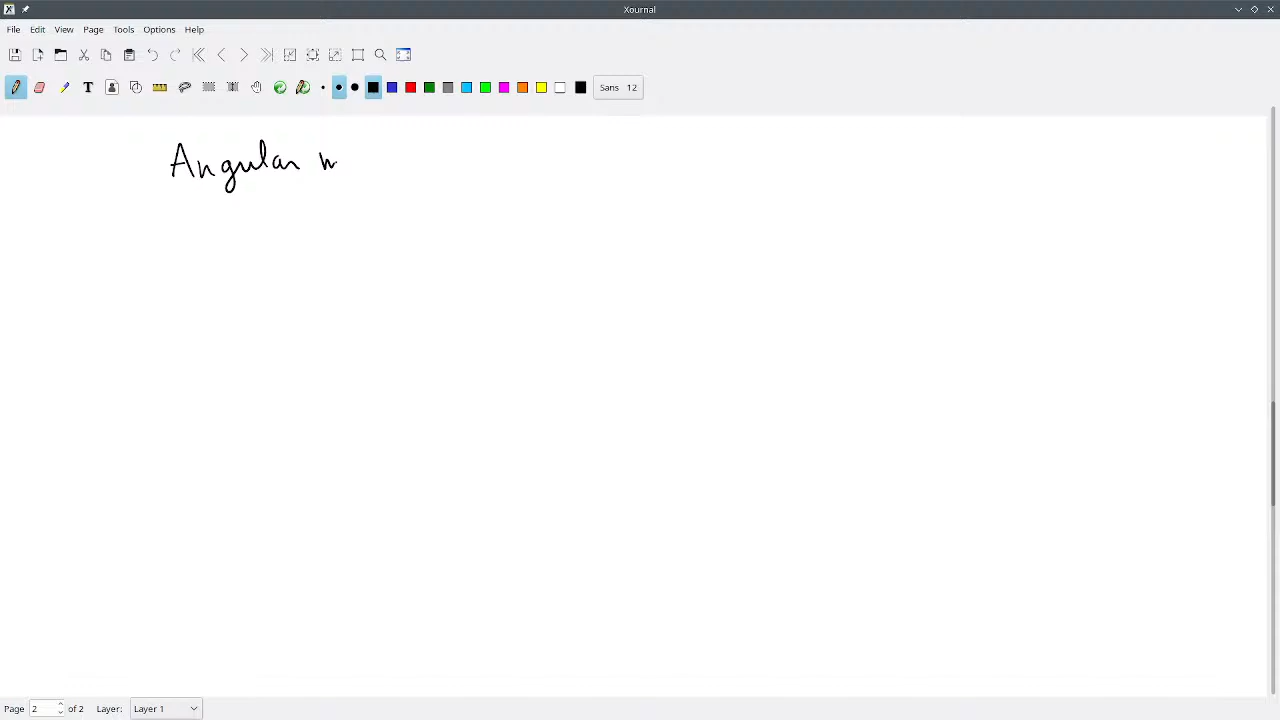 Xournal
File Edit View Page Tools Options Help
Sans 12
Angular
Page 2 of 2 Layer: Layer 1